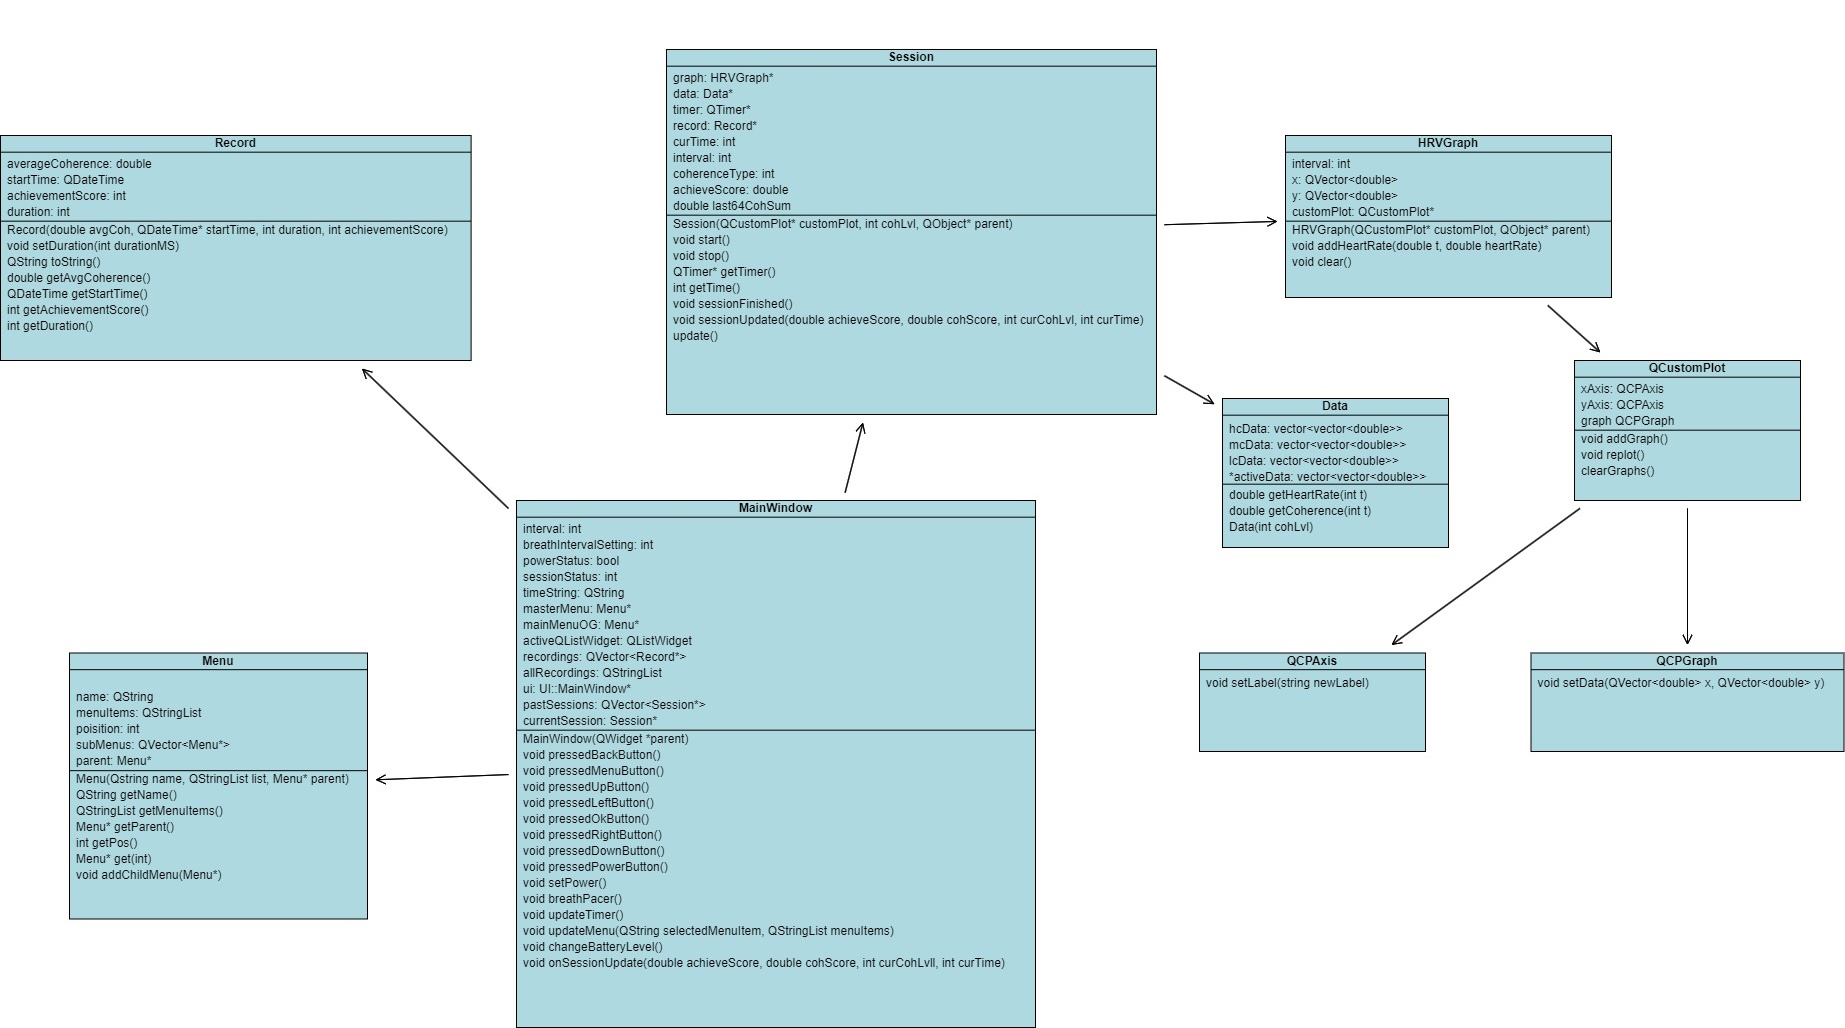 Session
graph: HRVGraph*
data: Data*
timer: QTimer*
record: Record*
curTime: int
interval: int
coherenceType: int
achieveScore: double
double last64CohSum
Session(QCustomPlot* customPlot, int cohLvl, QObject* parent)
void start()
void stop()
QTimer* getTimer()
int getTime()
void sessionFinished()
void sessionUpdated(double achieveScore, double cohScore, int curCohLvl, int curTime)
update()
Record
averageCoherence: double
startTime: QDateTime
achievementScore: int
duration: int
Record(double avgCoh, QDateTime* startTime, int duration, int achievementScore)
void setDuration(int durationMS)
QString toString()
double getAvgCoherence()
QDateTime getStartTime()
int getAchievementScore()
int getDuration()
HRVGraph
interval: int
x: QVector<double>
y: QVector<double>
customPlot: QCustomPlot*
HRVGraph(QCustomPlot* customPlot, QObject* parent)
void addHeartRate(double t, double heartRate)
void clear()
QCustomPlot
xAxis: QCPAxis
yAxis: QCPAxis
graph QCPGraph
void addGraph()
void replot()
clearGraphs()
Data
hcData: vector<vector<double>>
mcData: vector<vector<double>>
lcData: vector<vector<double>>
*activeData: vector<vector<double>>
double getHeartRate(int t)
double getCoherence(int t)
Data(int cohLvl)
MainWindow
interval: int
breathIntervalSetting: int
powerStatus: bool
sessionStatus: int
timeString: QString
masterMenu: Menu*
mainMenuOG: Menu*
activeQListWidget: QListWidget
recordings: QVector<Record*>
allRecordings: QStringList
ui: UI::MainWindow*
pastSessions: QVector<Session*>
currentSession: Session*
MainWindow(QWidget *parent)
void pressedBackButton()
void pressedMenuButton()
void pressedUpButton()
void pressedLeftButton()
void pressedOkButton()
void pressedRightButton()
void pressedDownButton()
void pressedPowerButton()
void setPower()
void breathPacer()
void updateTimer()
void updateMenu(QString selectedMenuItem, QStringList menuItems)
void changeBatteryLevel()
void onSessionUpdate(double achieveScore, double cohScore, int curCohLvll, int curTime)
Menu
name: QString
menuItems: QStringList
poisition: int
subMenus: QVector<Menu*>
parent: Menu*
Menu(Qstring name, QStringList list, Menu* parent)
QString getName()
QStringList getMenuItems()
Menu* getParent()
int getPos()
Menu* get(int)
void addChildMenu(Menu*)
QCPAxis
void setLabel(string newLabel)
QCPGraph
void setData(QVector<double> x, QVector<double> y)